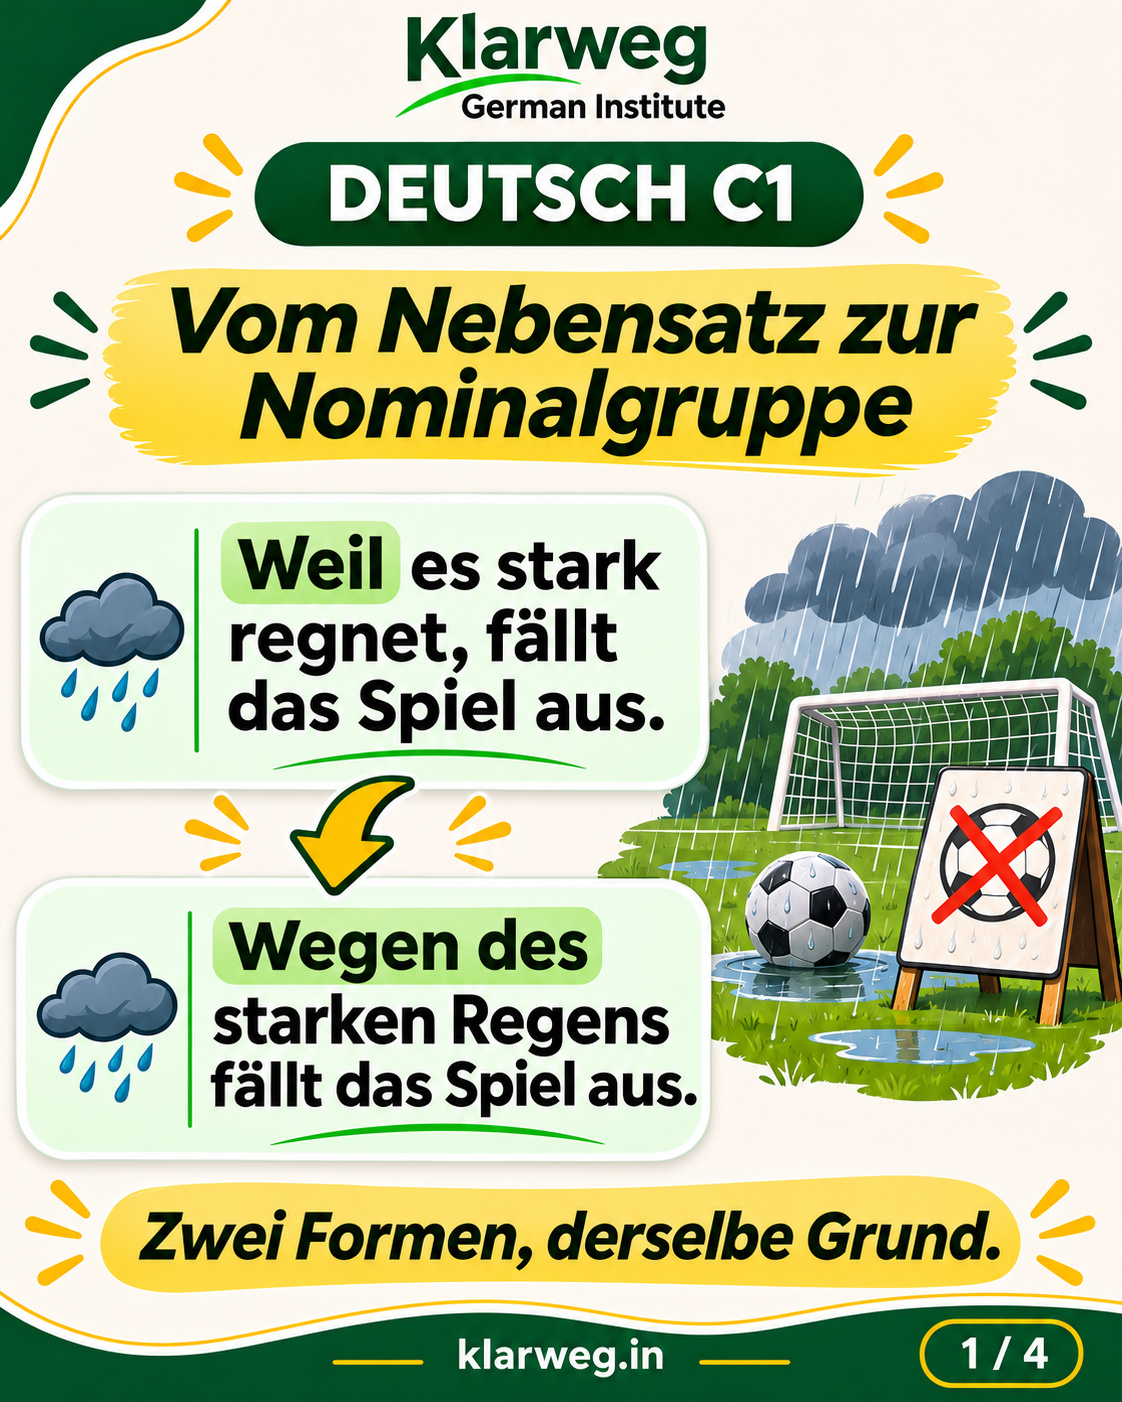 Klarweg
German Institute
DEUTSCH C1
Vom Nebensatz zur
Nominalgruppe
Weil es stark
regnet, fällt
das Spiel aus.
Wegen des
starken Regens
fällt das Spiel aus.
Zwei Formen, derselbe Grund.
klarweg.in
1 / 4